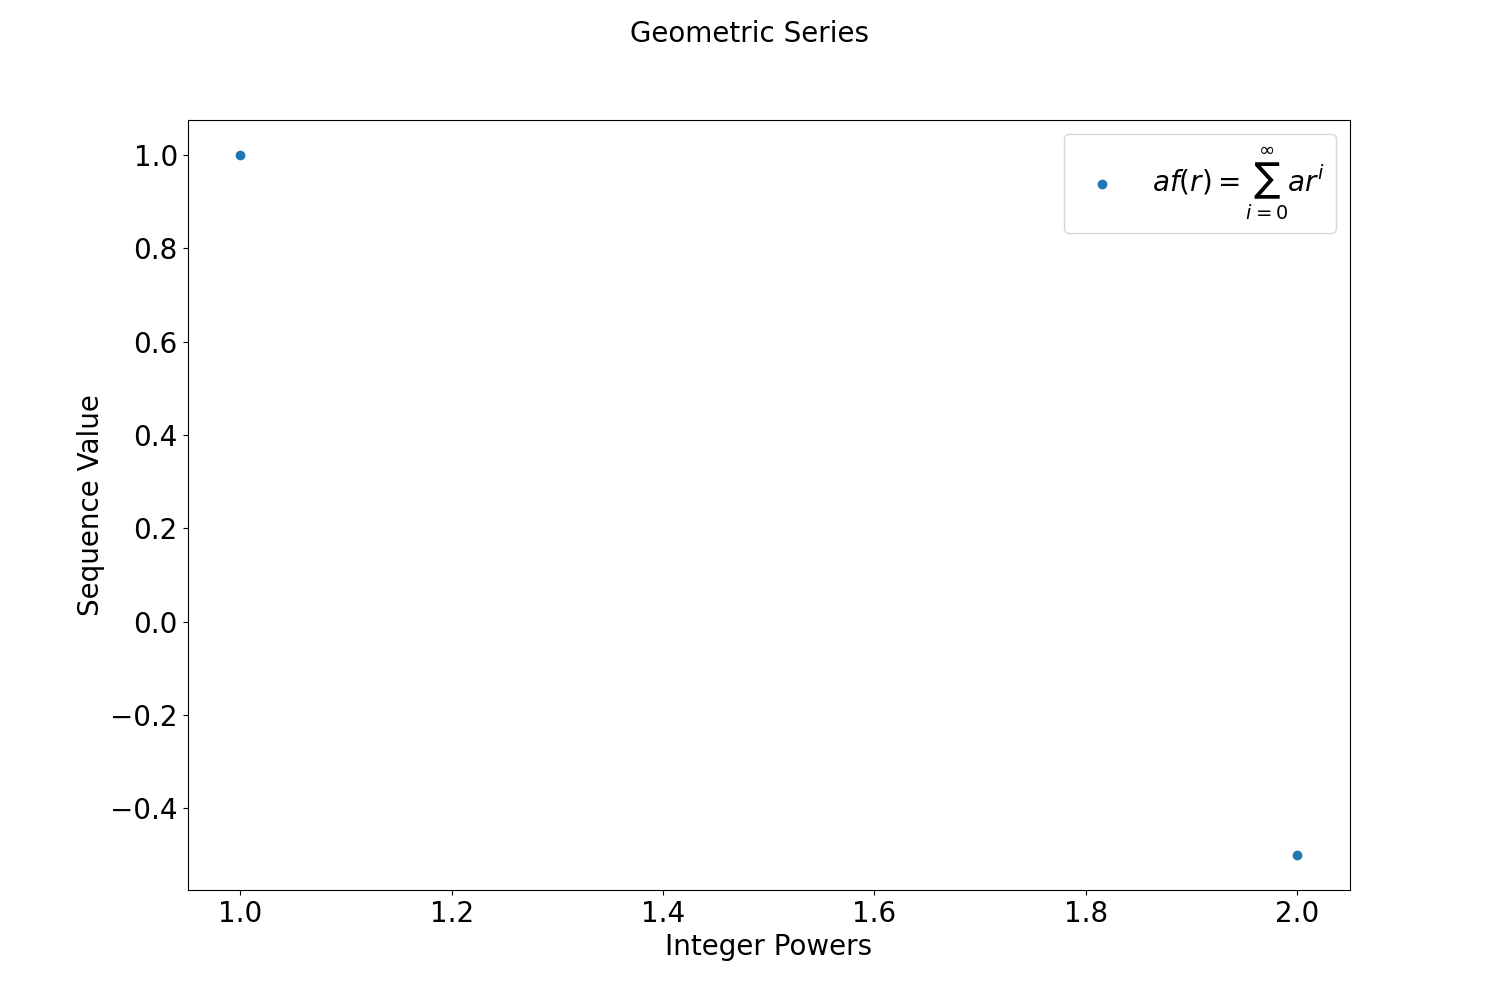 Geometric Series
1.0
0.8
0.6
0.4
0.2
0.0
−0.2
−0.4
Sequence Value
af(r) = ∑_{i=0}^{∞} ar^i
1.0 1.2 1.4 1.6 1.8 2.0
Integer Powers